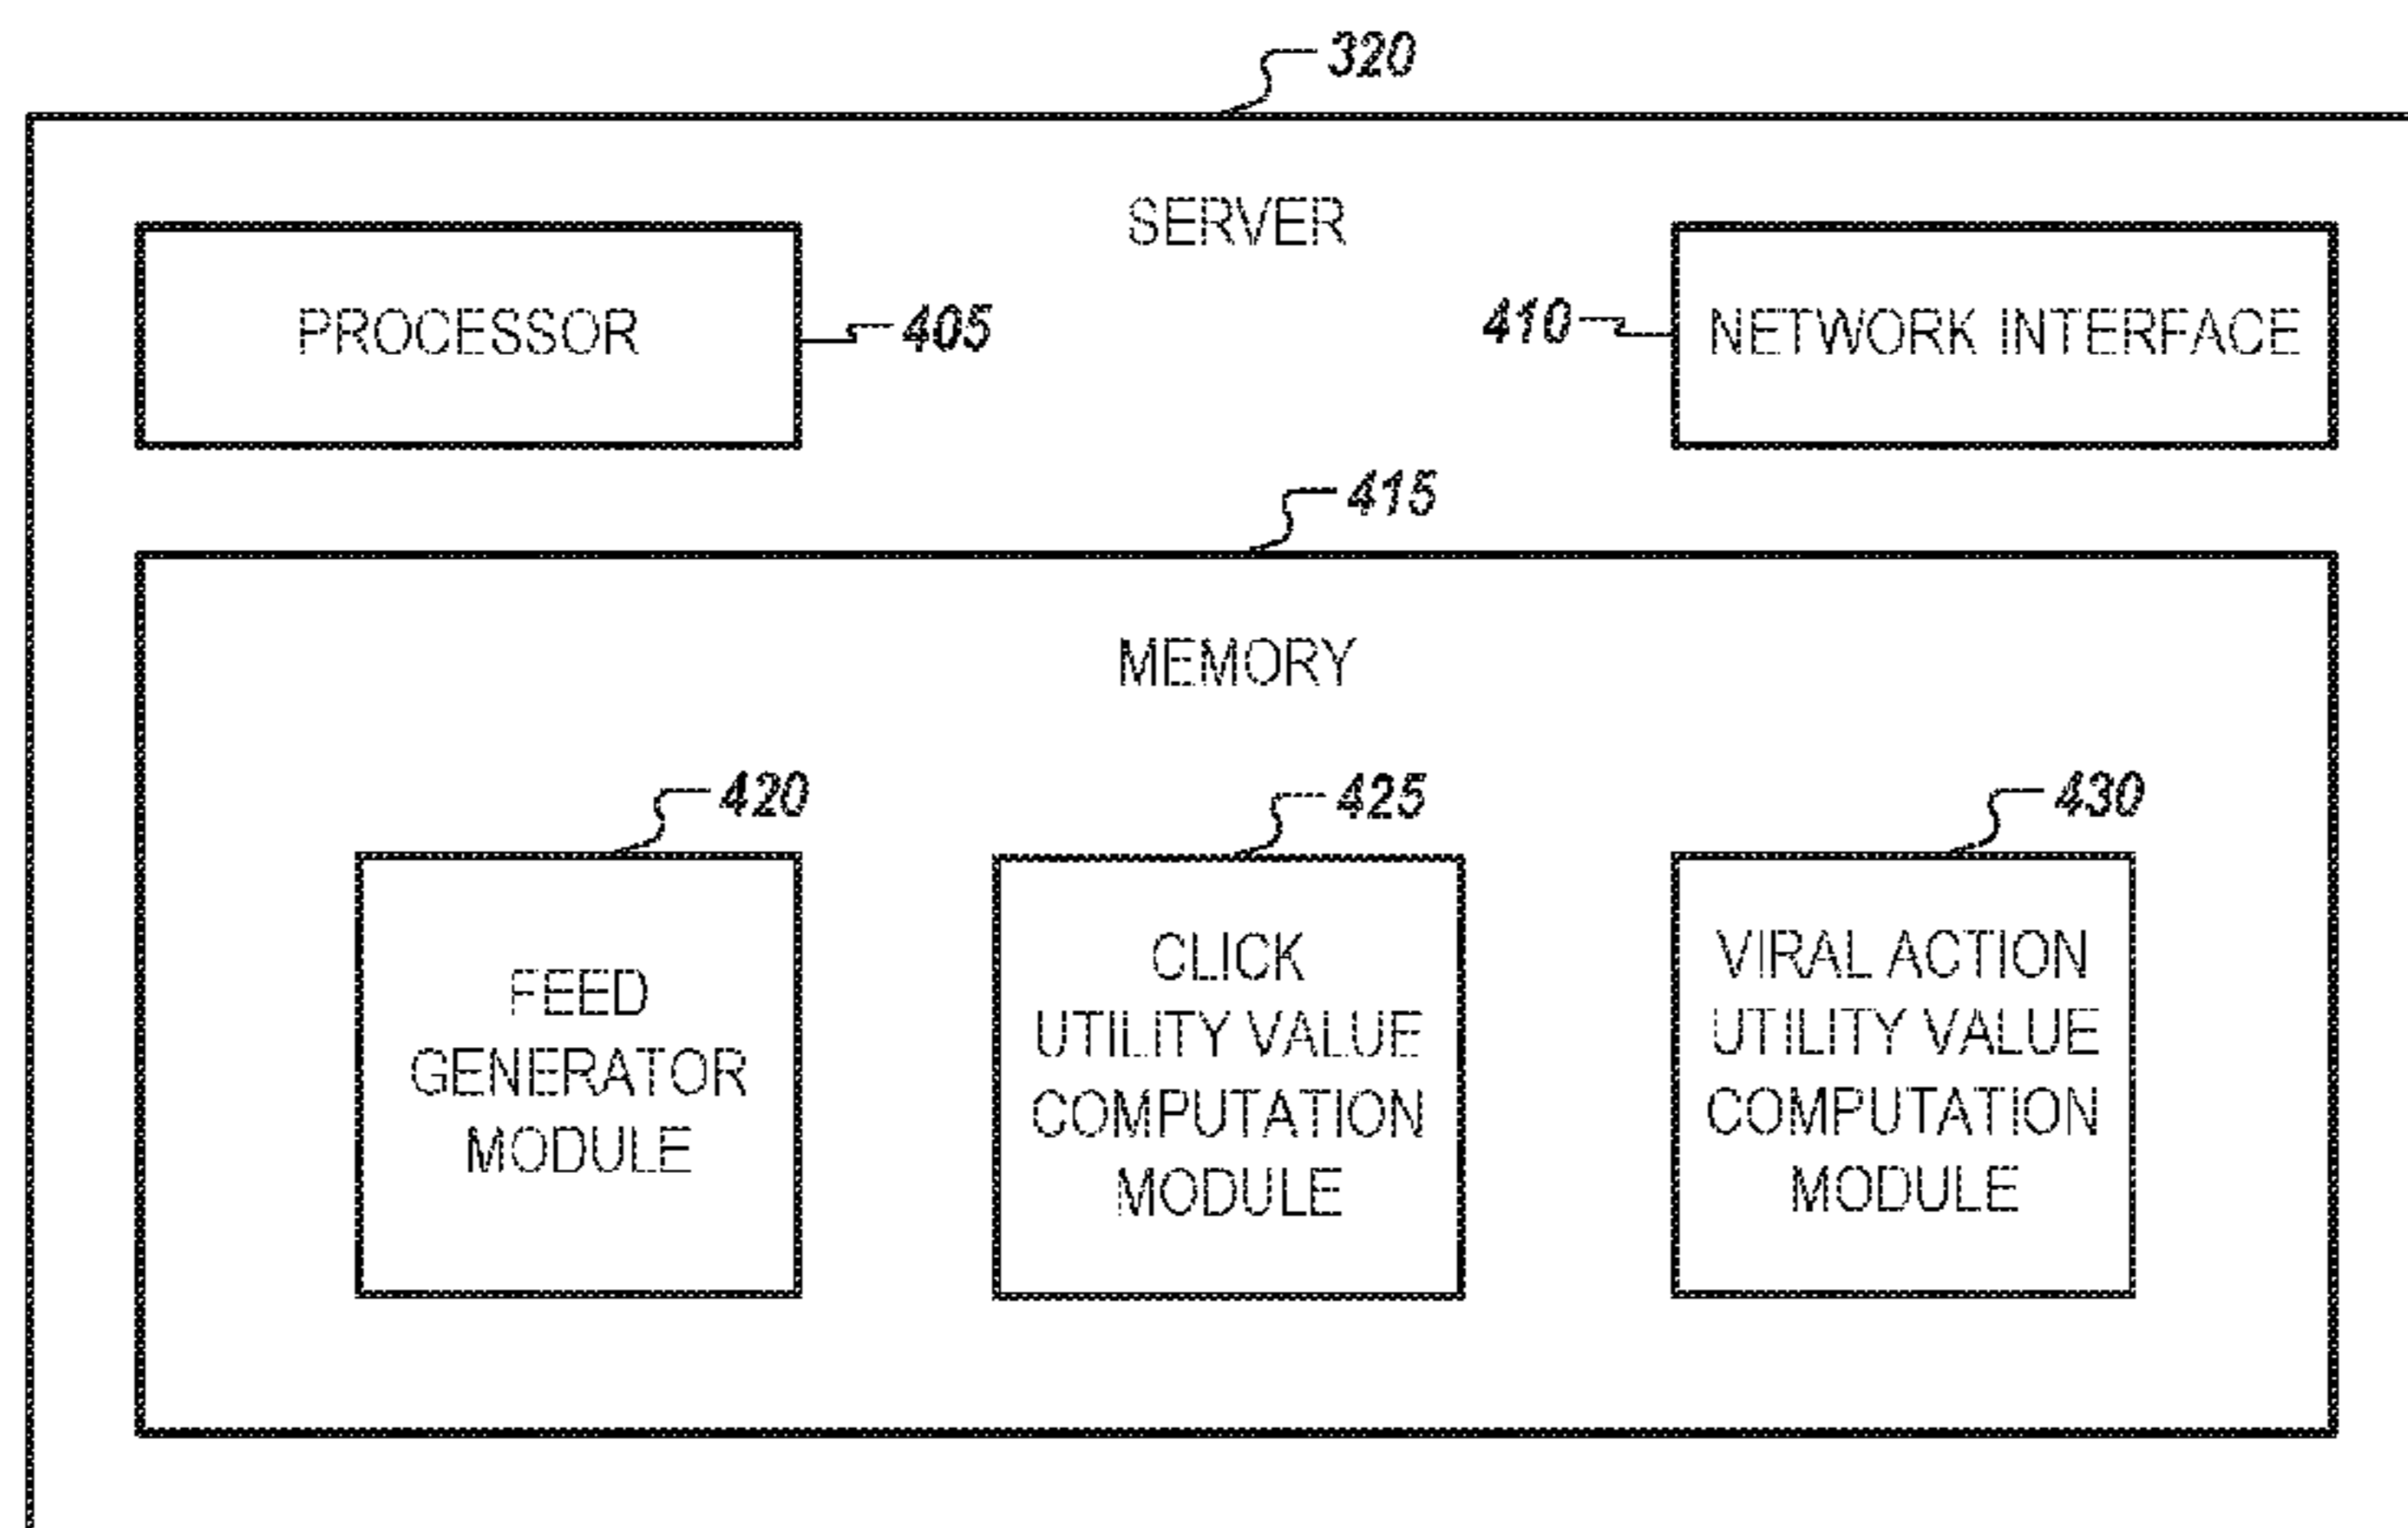 320
SERVER
PROCESSOR
405
410
NETWORK INTERFACE
415
MEMORY
420
425
430
FEED
GENERATOR
MODULE
CLICK
UTILITY VALUE
COMPUTATION
MODULE
VIRAL ACTION
UTILITY VALUE
COMPUTATION
MODULE